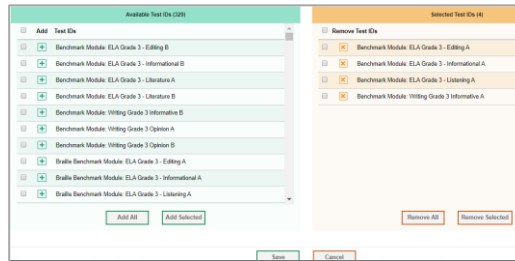 Available Test IDs (329)
Add Test IDs
Benchmark Module: ELA Grade 3 - Editing B
Benchmark Module: ELA Grade 3 - Informational B
Benchmark Module: ELA Grade 3 - Literature A
Benchmark Module: ELA Grade 3 - Literature B
Benchmark Module: Writing Grade 3 Informative B
Benchmark Module: Writing Grade 3 Opinion A
Benchmark Module: Writing Grade 3 Opinion B
Braille Benchmark Module: ELA Grade 3 - Editing A
Braille Benchmark Module: ELA Grade 3 - Informational A
Braille Benchmark Module: ELA Grade 3 - Listening A
Add All Add Selected
Selected Test IDs (4)
Remove Test IDs
Benchmark Module: ELA Grade 3 - Editing A
Benchmark Module: ELA Grade 3 - Informational A
Benchmark Module: ELA Grade 3 - Listening A
Benchmark Module: Writing Grade 3 Informative A
Remove All Remove Selected
Save Cancel